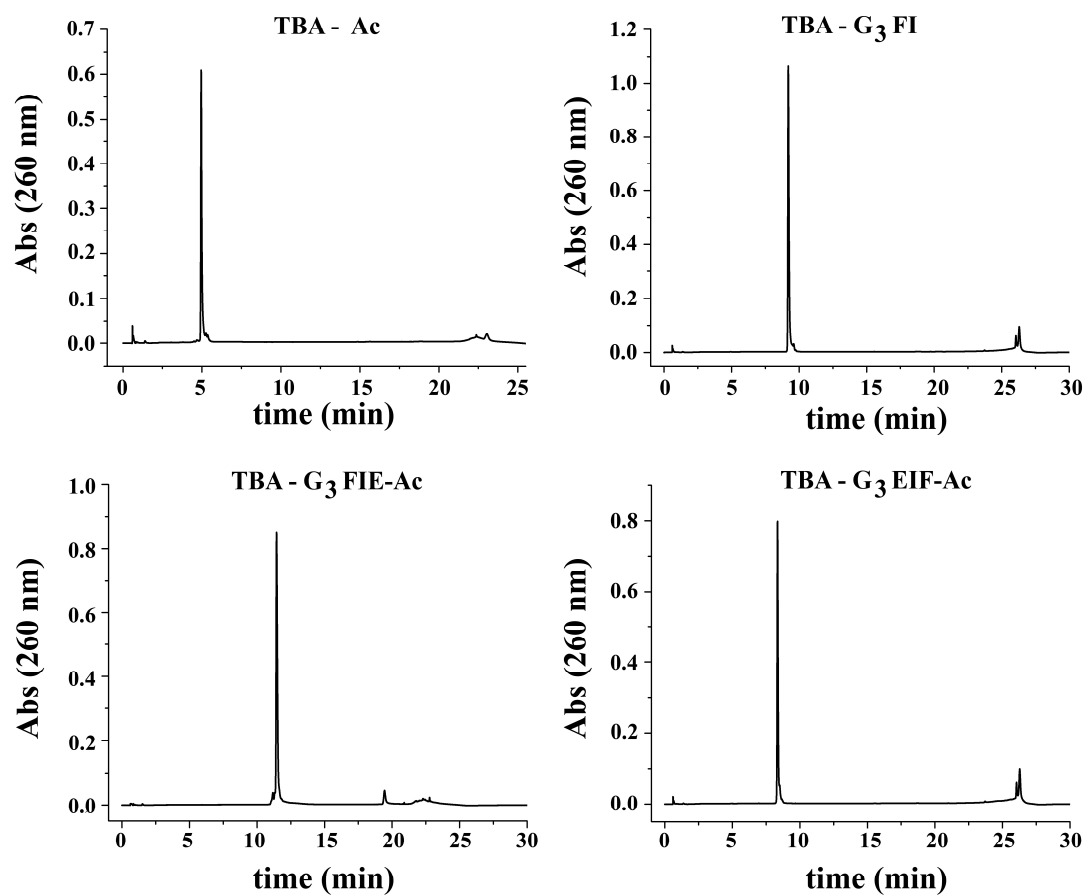 TBA - Ac
Abs (260 nm)
0.7
0.6
0.5
0.4
0.3
0.2
0.1
0.0
0 5 10 15 20 25
time (min)
TBA - G3 FI
Abs (260 nm)
1.2
1.0
0.8
0.6
0.4
0.2
0.0
0 5 10 15 20 25 30
time (min)
TBA - G3 FIE-Ac
Abs (260 nm)
1.0
0.8
0.6
0.4
0.2
0.0
0 5 10 15 20 25 30
time (min)
TBA - G3 EIF-Ac
Abs (260 nm)
0.8
0.6
0.4
0.2
0.0
0 5 10 15 20 25 30
time (min)